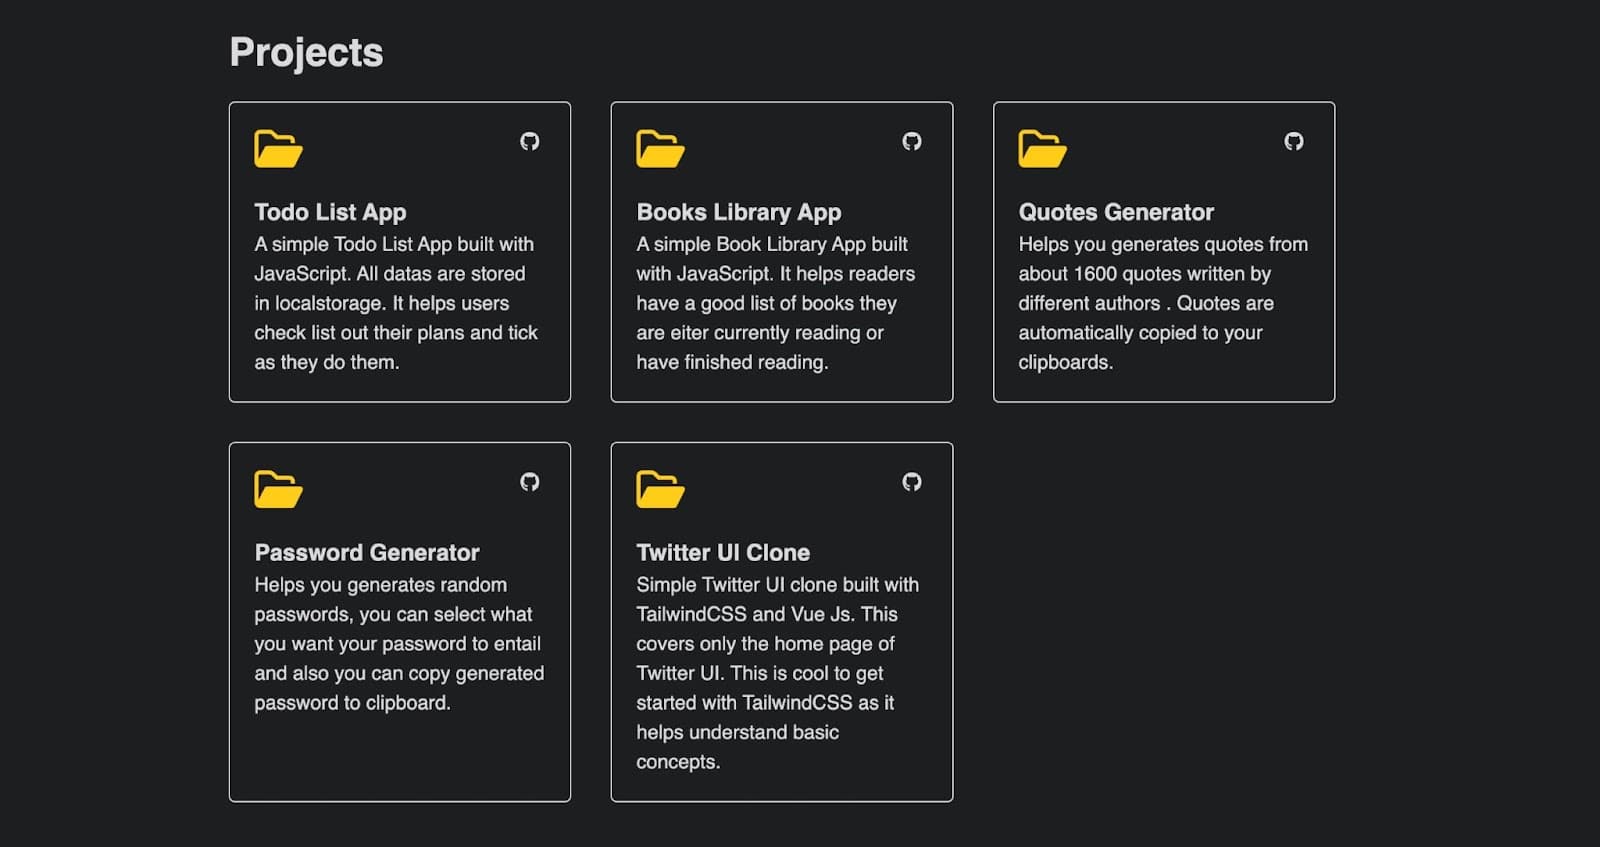 Projects
Todo List App
A simple Todo List App built with
JavaScript. All datas are stored
in localstorage. It helps users
check list out their plans and tick
as they do them.
Books Library App
A simple Book Library App built
with JavaScript. It helps readers
have a good list of books they
are eiter currently reading or
have finished reading.
Quotes Generator
Helps you generates quotes from
about 1600 quotes written by
different authors . Quotes are
automatically copied to your
clipboards.
Password Generator
Helps you generates random
passwords, you can select what
you want your password to entail
and also you can copy generated
password to clipboard.
Twitter UI Clone
Simple Twitter UI clone built with
TailwindCSS and Vue Js. This
covers only the home page of
Twitter UI. This is cool to get
started with TailwindCSS as it
helps understand basic
concepts.